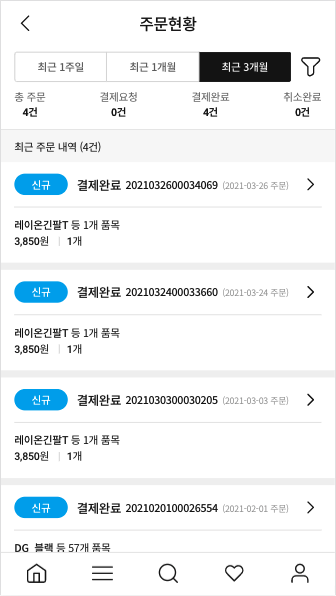 주문현황
최근 1주일 최근 1개월 최근 3개월
총 주문 결제요청 결제완료 취소완료
4건 0건 4건 0건
최근 주문 내역 (4건)
신규 결제완료 2021032600034069 (2021-03-26 주문)
레이온긴팔T 등 1개 품목
3,850원 1개
신규 결제완료 2021032400033660 (2021-03-24 주문)
레이온긴팔T 등 1개 품목
3,850원 1개
신규 결제완료 2021030300030205 (2021-03-03 주문)
레이온긴팔T 등 1개 품목
3,850원 1개
신규 결제완료 2021020100026554 (2021-02-01 주문)
DG_블랙 등 57개 품목